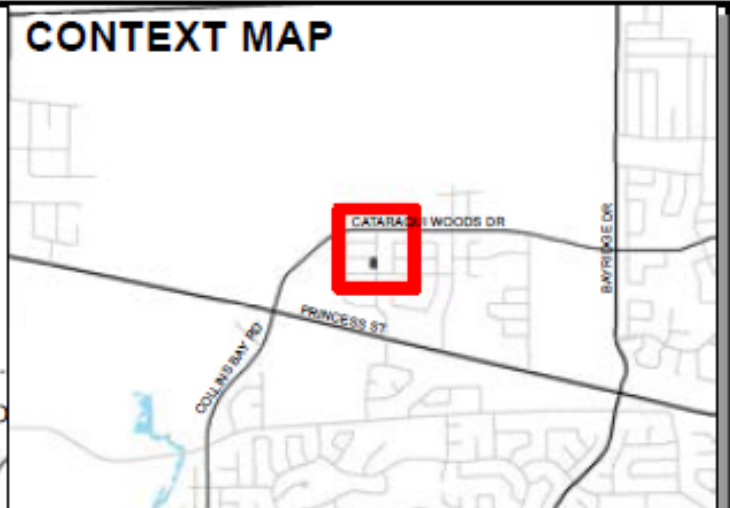 CONTEXT MAP
CATARAQUI WOODS DR
BAYRIDGE DR
PRINCESS ST
COLLINS BAY RD